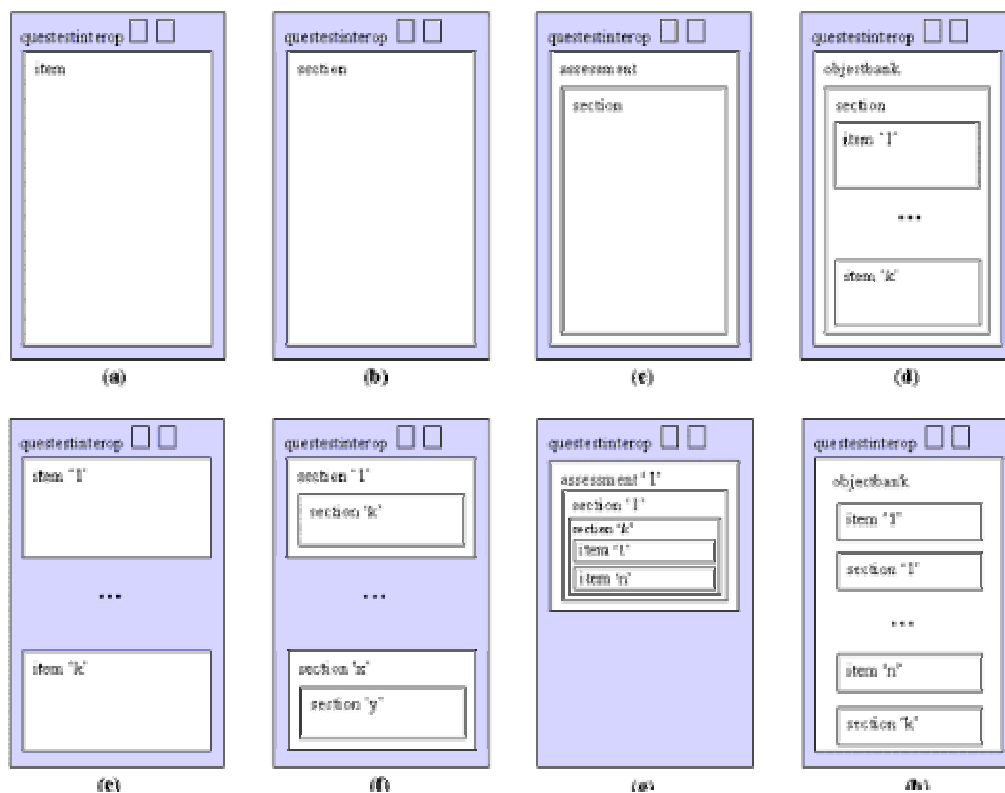 questestinterop
item
(a)
questestinterop
section
(b)
questestinterop
assessment
section
(c)
questestinterop
objectbank
section
item "1"
...
item "k"
(d)
questestinterop
item "1"
...
item "k"
(e)
questestinterop
section "1"
section "k"
...
section "x"
section "y"
(f)
questestinterop
assessment "1"
section "1"
section "k"
item "1"
item "n"
(g)
questestinterop
objectbank
item "1"
section "1"
...
item "n"
section "k"
(h)